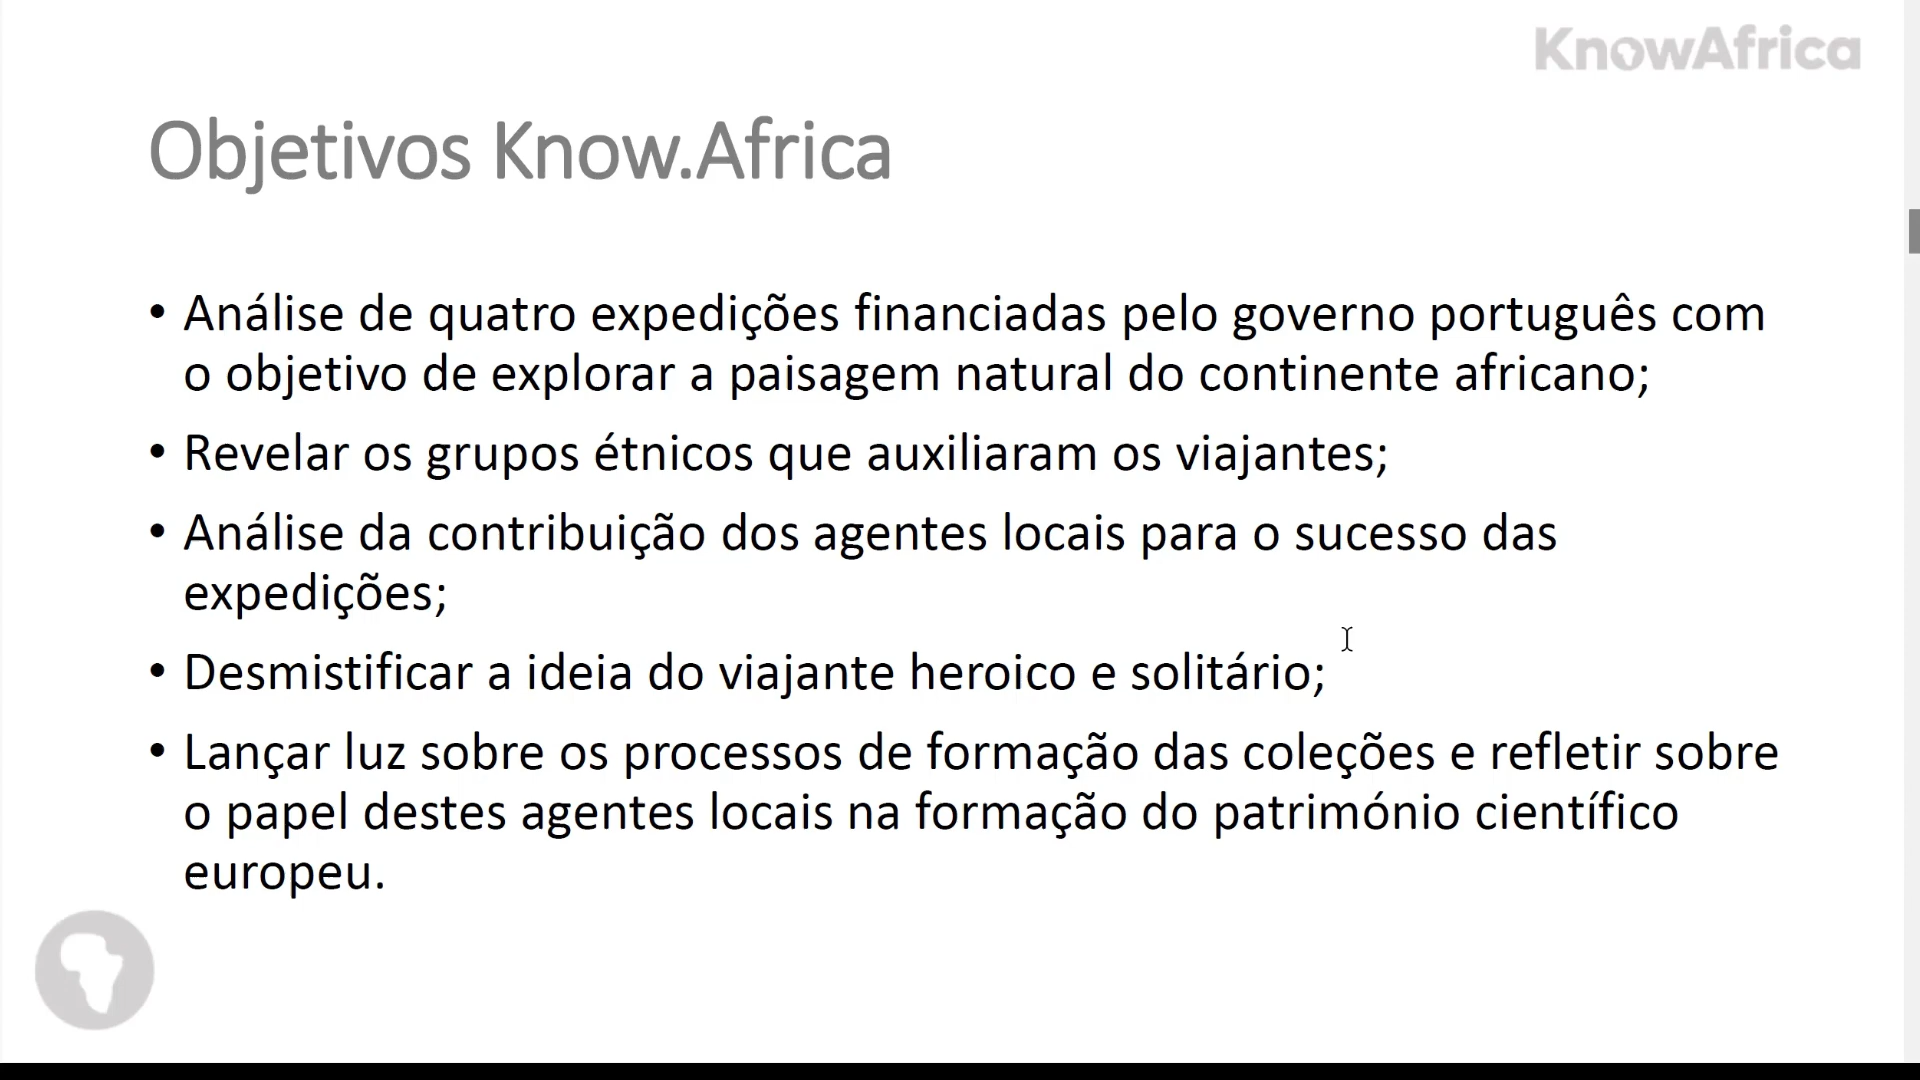 KnowAfrica
Objetivos Know.Africa
• Análise de quatro expedições financiadas pelo governo português com
o objetivo de explorar a paisagem natural do continente africano;
• Revelar os grupos étnicos que auxiliaram os viajantes;
• Análise da contribuição dos agentes locais para o sucesso das
expedições;
• Desmistificar a ideia do viajante heroico e solitário;
• Lançar luz sobre os processos de formação das coleções e refletir sobre
o papel destes agentes locais na formação do património científico
europeu.